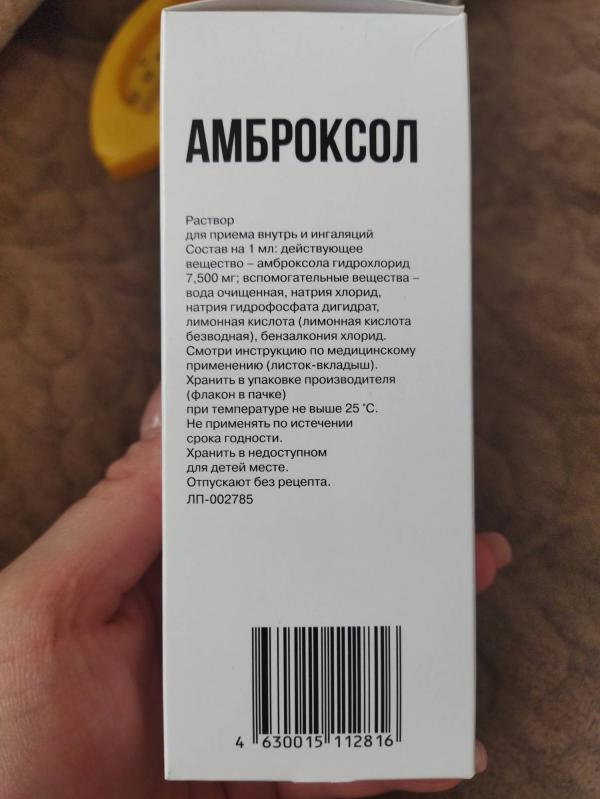 АМБРОКСОЛ
Раствор
для приема внутрь и ингаляций
Состав на 1 мл: действующее
вещество – амброксола гидрохлорид
7,500 мг; вспомогательные вещества –
вода очищенная, натрия хлорид,
натрия гидрофосфата дигидрат,
лимонная кислота (лимонная кислота
безводная), бензалкония хлорид.
Смотри инструкцию по медицинскому
применению (листок-вкладыш).
Хранить в упаковке производителя
(флакон в пачке)
при температуре не выше 25 °С.
Не применять по истечении
срока годности.
Хранить в недоступном
для детей месте.
Отпускают без рецепта.
ЛП-002785
4 630015 112816